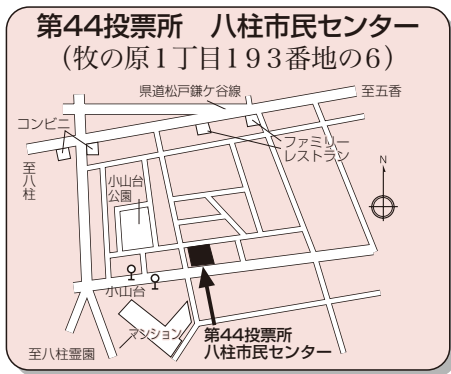 第44投票所　八柱市民センター
(牧の原1丁目193番地の6)
県道松戸鎌ケ谷線
至五香
コンビニ
ファミリー
レストラン
至八柱
小山台
公園
N
小山台
マンション
第44投票所
八柱市民センター
至八柱霊園